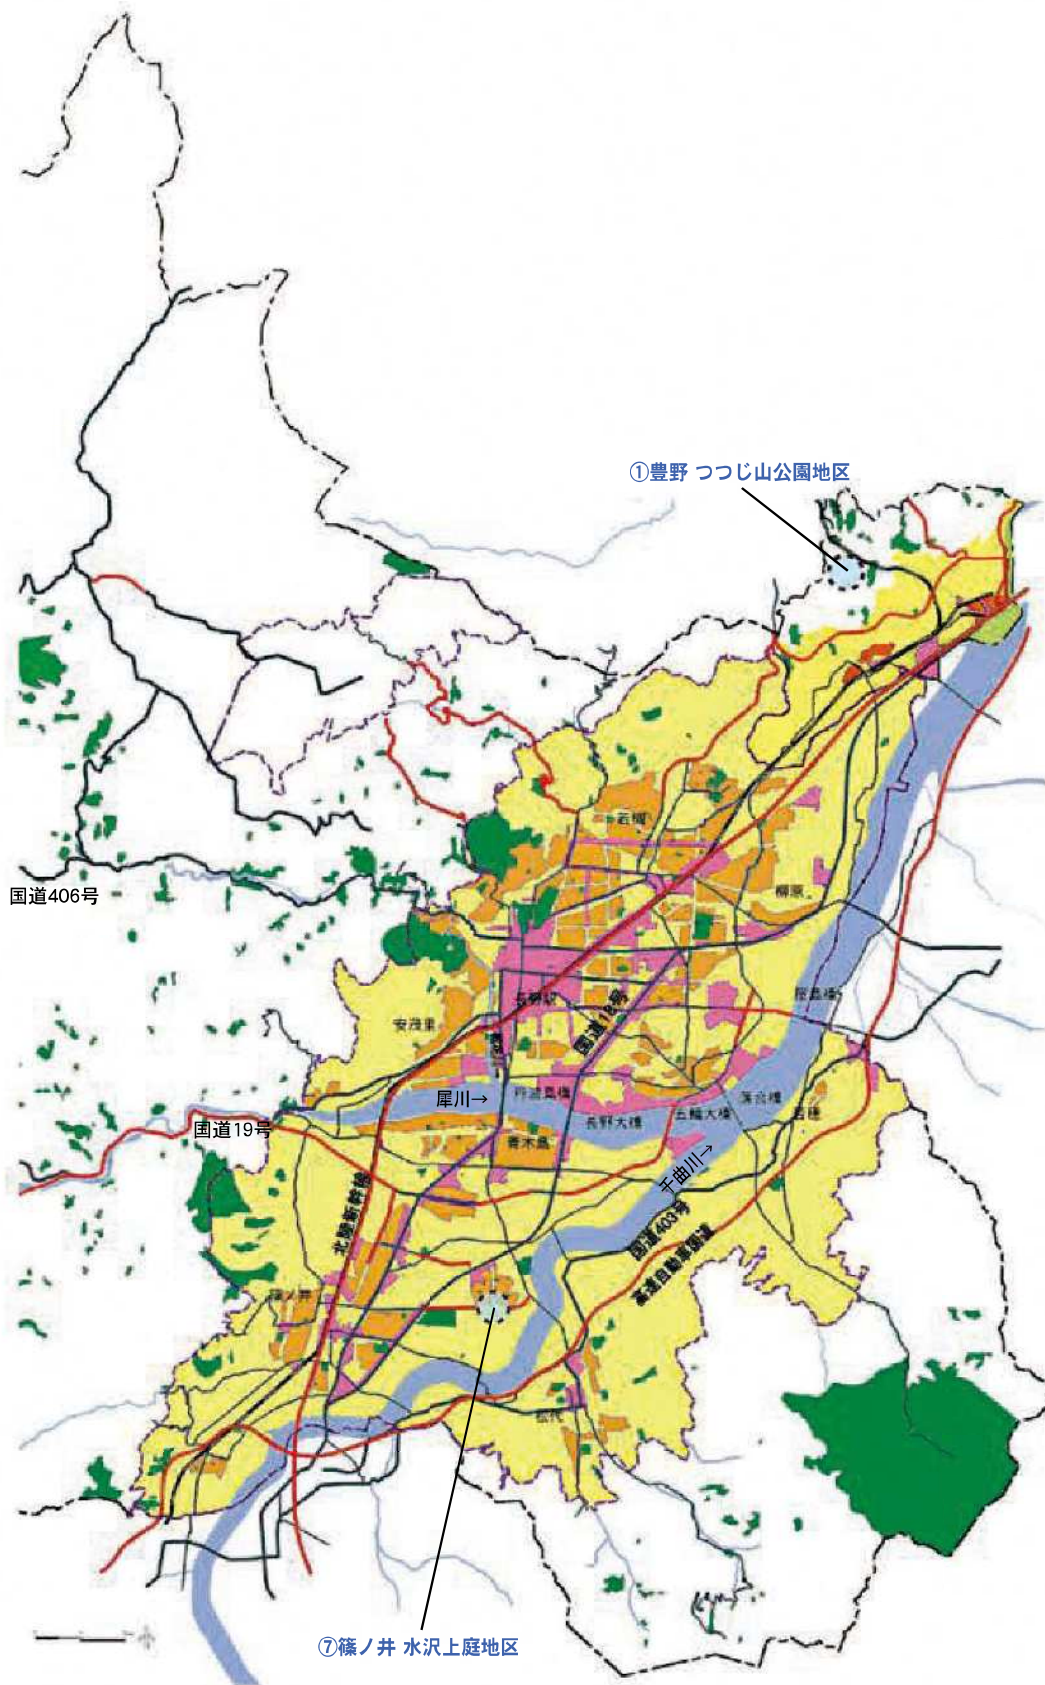 ①豊野 つつじ山公園地区
若槻
国道406号
柳原
長野駅
国道18号
屋島橋
安茂里
犀川→
丹波島橋
落合橋
長野大橋
五輪大橋
若穂
国道19号
青木島
千曲川→
北陸新幹線
国道403号
高速自動車国道
篠ノ井
松代
⑦篠ノ井 水沢上庭地区